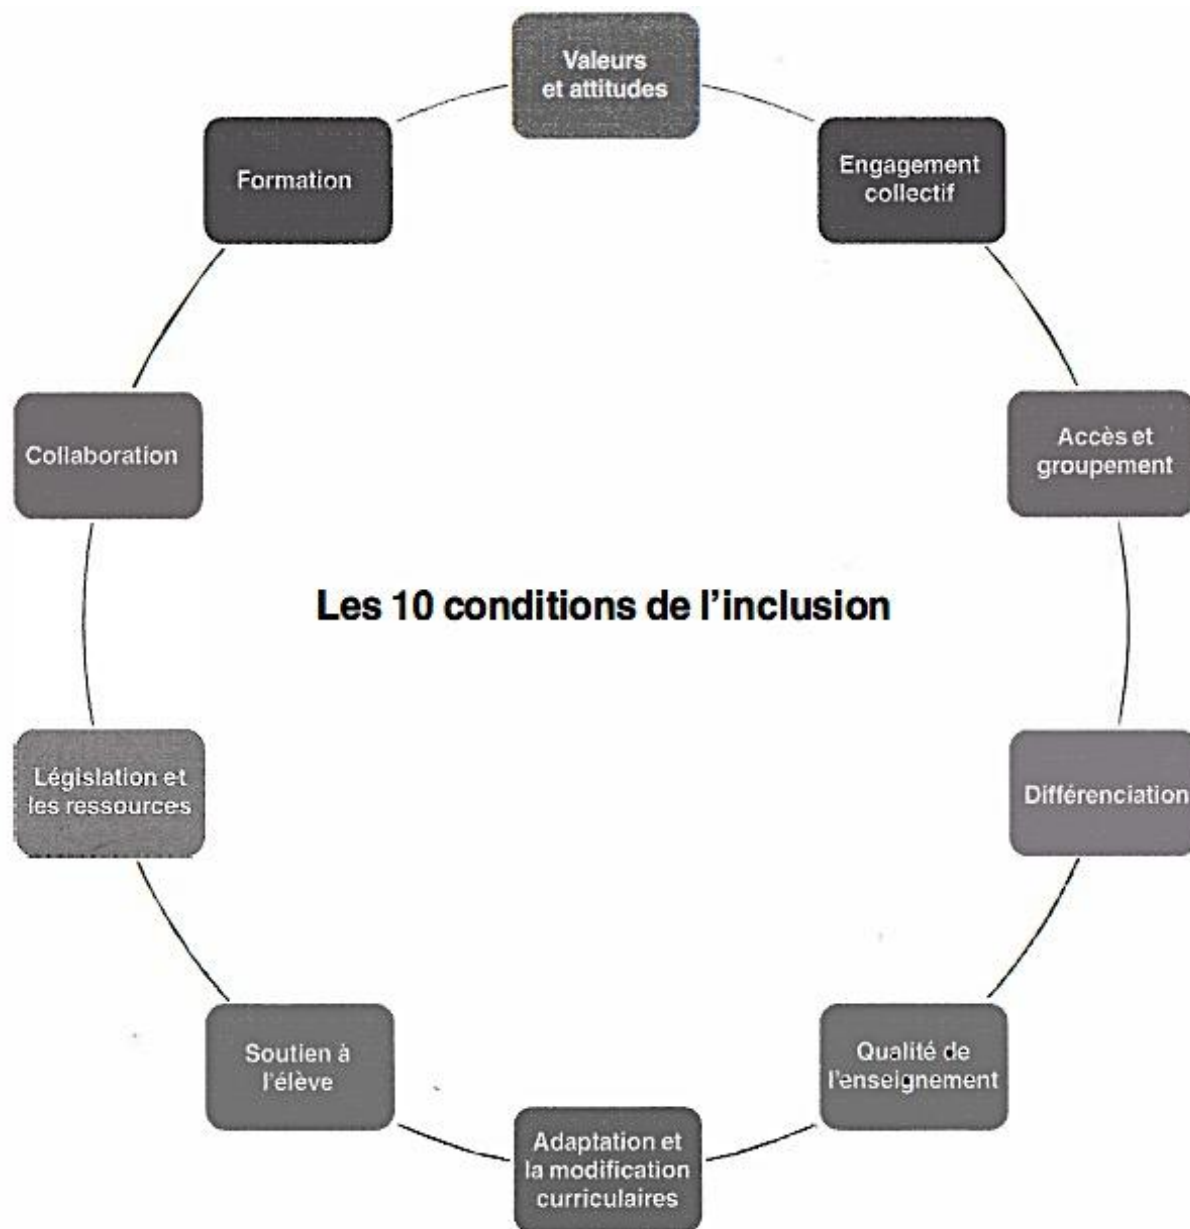 Valeurs
et attitudes
Engagement
collectif
Accès et
groupement
Différenciation
Qualité de
l'enseignement
Adaptation et
la modification
curriculaires
Soutien à
l'élève
Législation et
les ressources
Collaboration
Formation
Les 10 conditions de l'inclusion